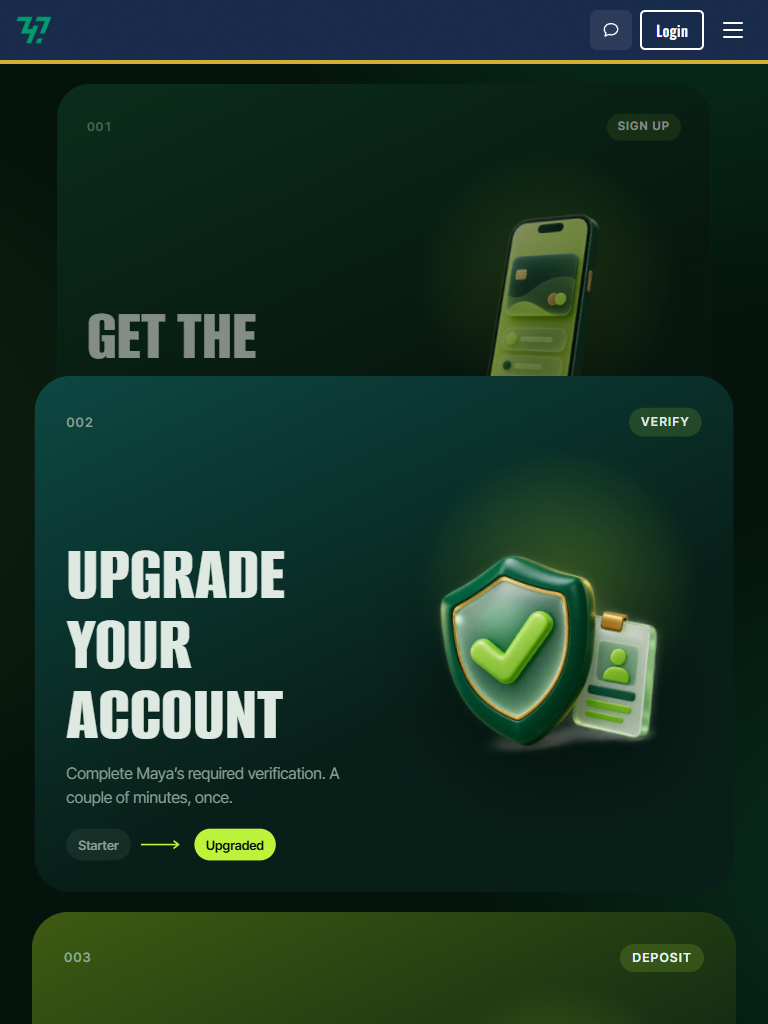 Login
001
SIGN UP
GET THE
002
VERIFY
UPGRADE
YOUR
ACCOUNT
Complete Maya's required verification. A
couple of minutes, once.
Starter
Upgraded
003
DEPOSIT